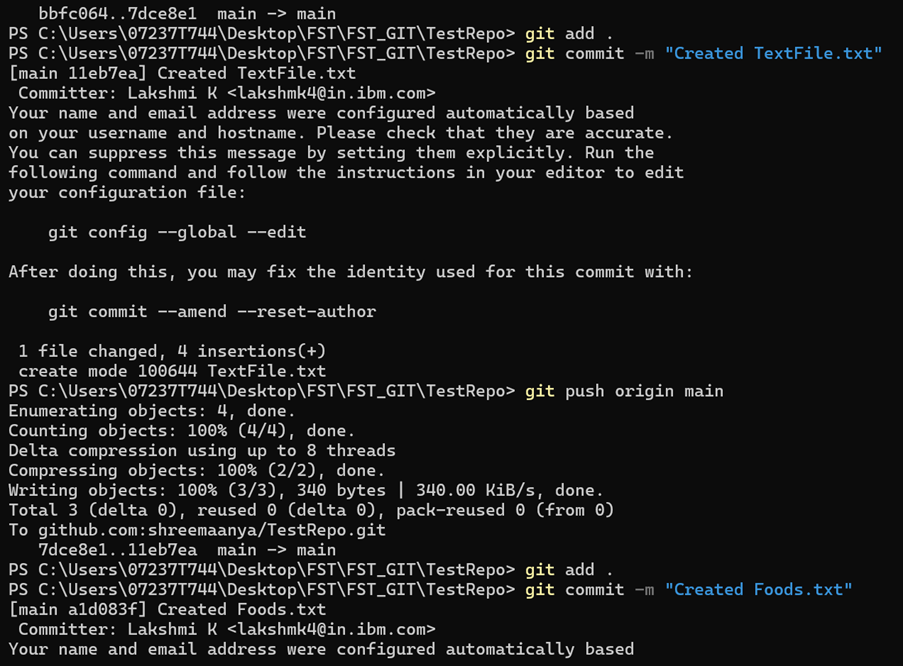 bbfc064..7dce8e1  main -> main
PS C:\Users\07237T744\Desktop\FST\FST_GIT\TestRepo> git add .
PS C:\Users\07237T744\Desktop\FST\FST_GIT\TestRepo> git commit -m "Created TextFile.txt"
[main 11eb7ea] Created TextFile.txt
 Committer: Lakshmi K <lakshmk4@in.ibm.com>
Your name and email address were configured automatically based
on your username and hostname. Please check that they are accurate.
You can suppress this message by setting them explicitly. Run the
following command and follow the instructions in your editor to edit
your configuration file:

    git config --global --edit

After doing this, you may fix the identity used for this commit with:

    git commit --amend --reset-author

 1 file changed, 4 insertions(+)
 create mode 100644 TextFile.txt
PS C:\Users\07237T744\Desktop\FST\FST_GIT\TestRepo> git push origin main
Enumerating objects: 4, done.
Counting objects: 100% (4/4), done.
Delta compression using up to 8 threads
Compressing objects: 100% (2/2), done.
Writing objects: 100% (3/3), 340 bytes | 340.00 KiB/s, done.
Total 3 (delta 0), reused 0 (delta 0), pack-reused 0 (from 0)
To github.com:shreemaanya/TestRepo.git
   7dce8e1..11eb7ea  main -> main
PS C:\Users\07237T744\Desktop\FST\FST_GIT\TestRepo> git add .
PS C:\Users\07237T744\Desktop\FST\FST_GIT\TestRepo> git commit -m "Created Foods.txt"
[main a1d083f] Created Foods.txt
 Committer: Lakshmi K <lakshmk4@in.ibm.com>
Your name and email address were configured automatically based